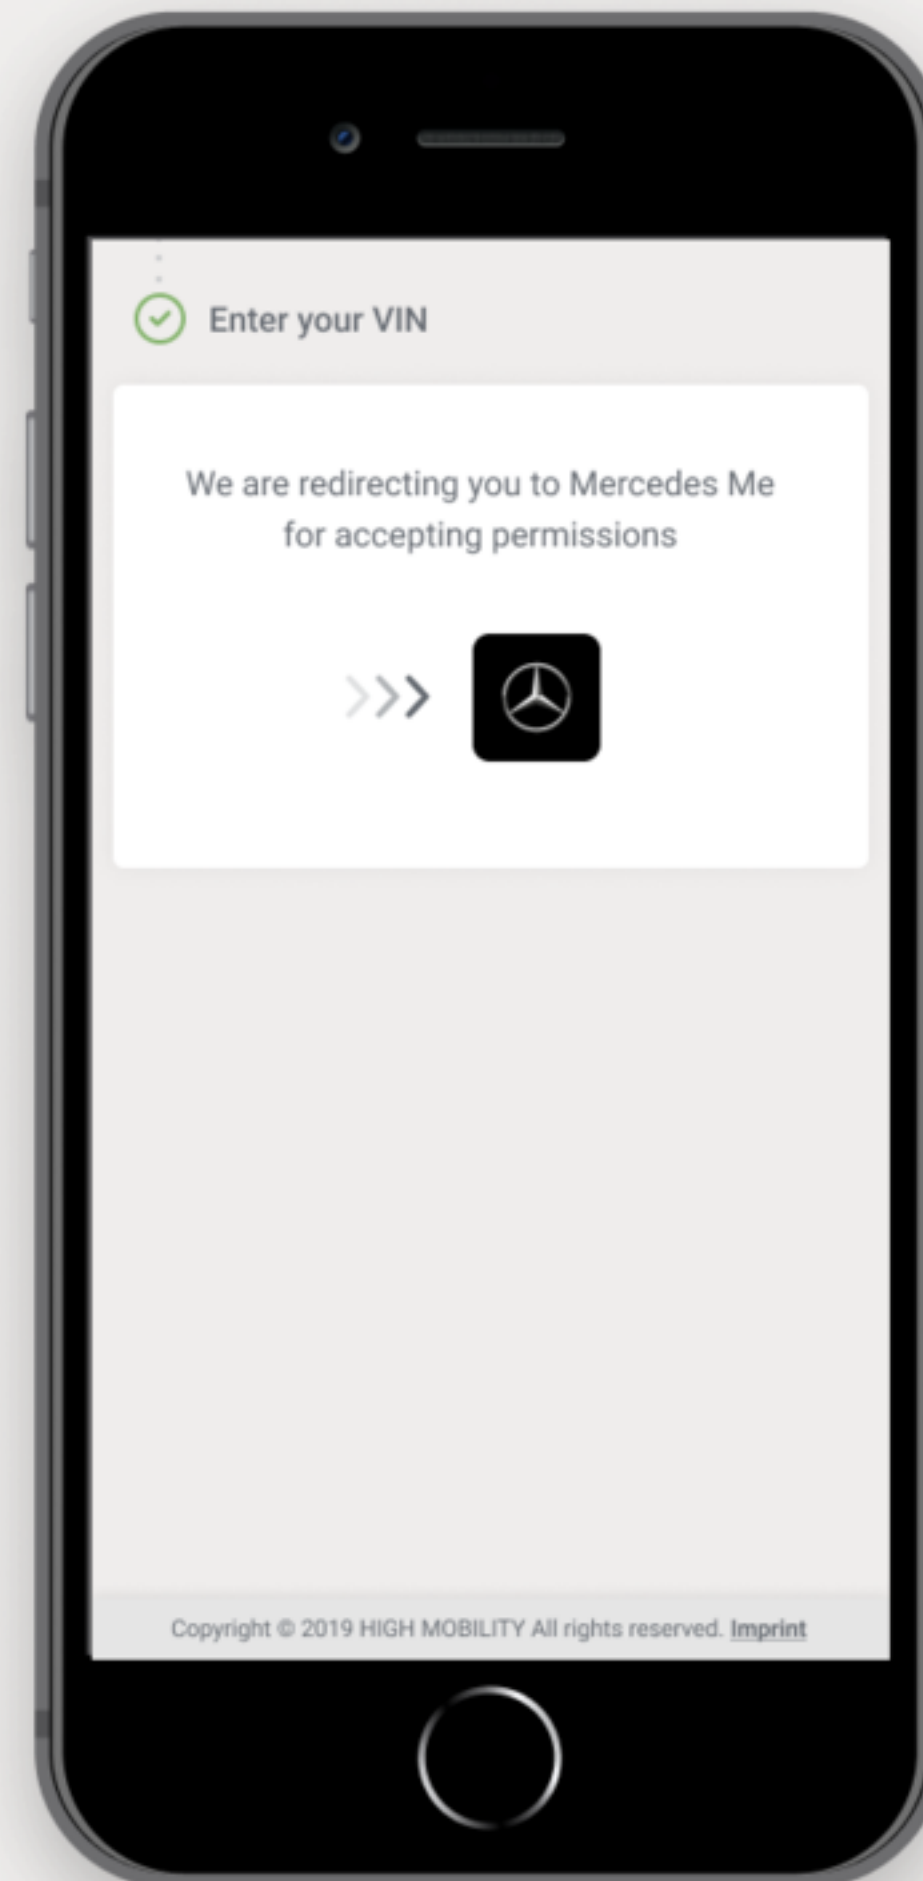 Enter your VIN
We are redirecting you to Mercedes Me
for accepting permissions
Copyright © 2019 HIGH MOBILITY All rights reserved. Imprint